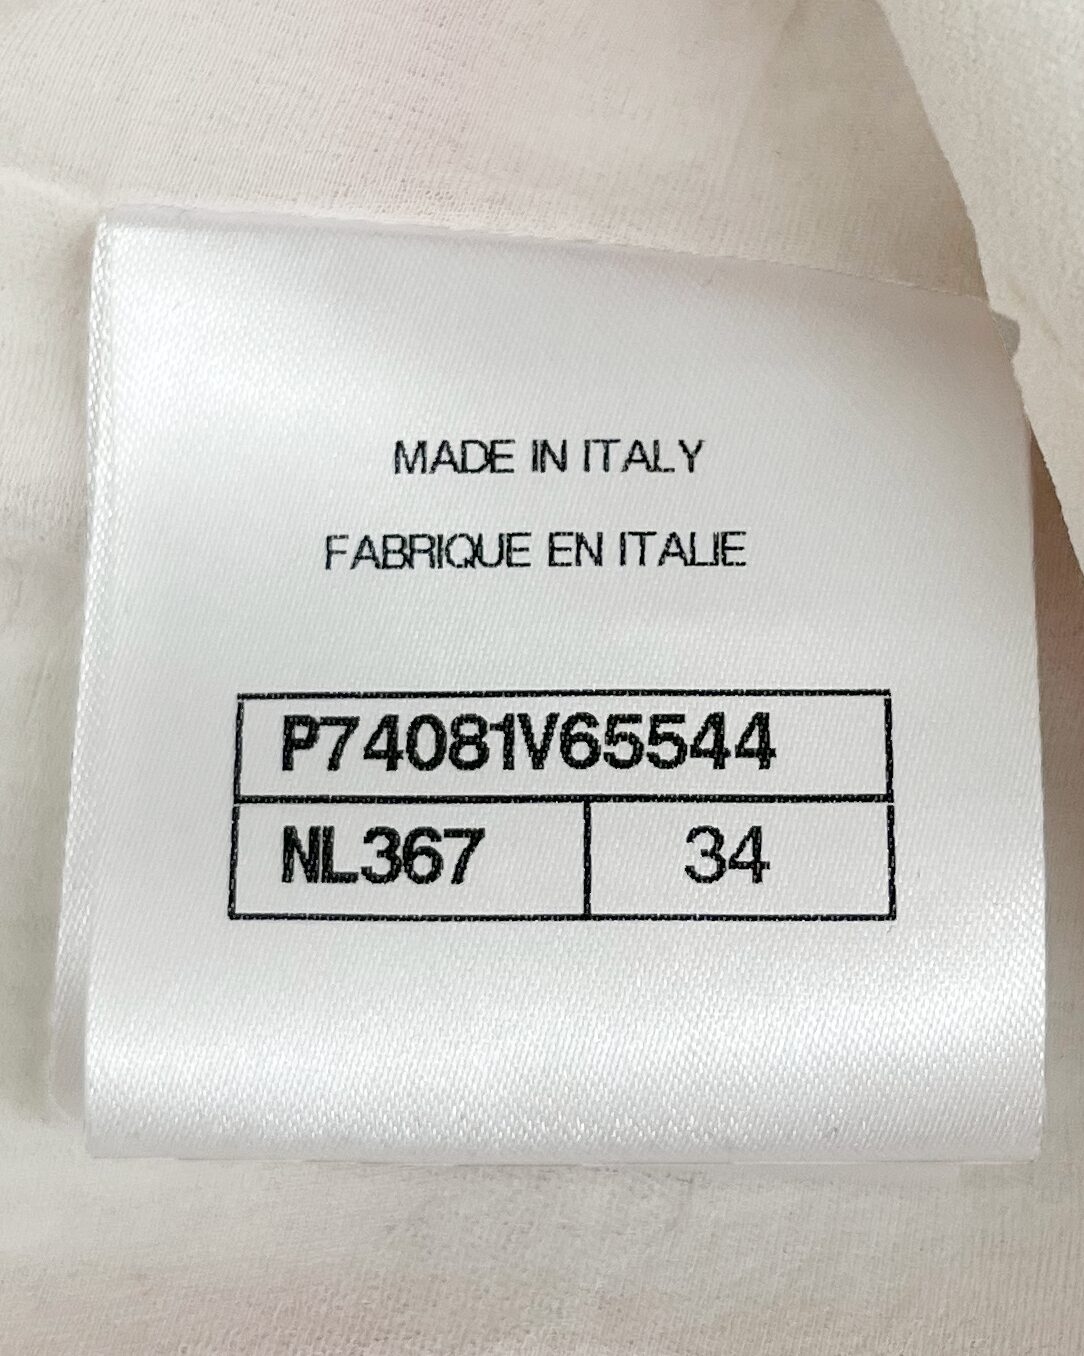 MADE IN ITALY
FABRIQUE EN ITALIE
P74081V65544
NL367 34